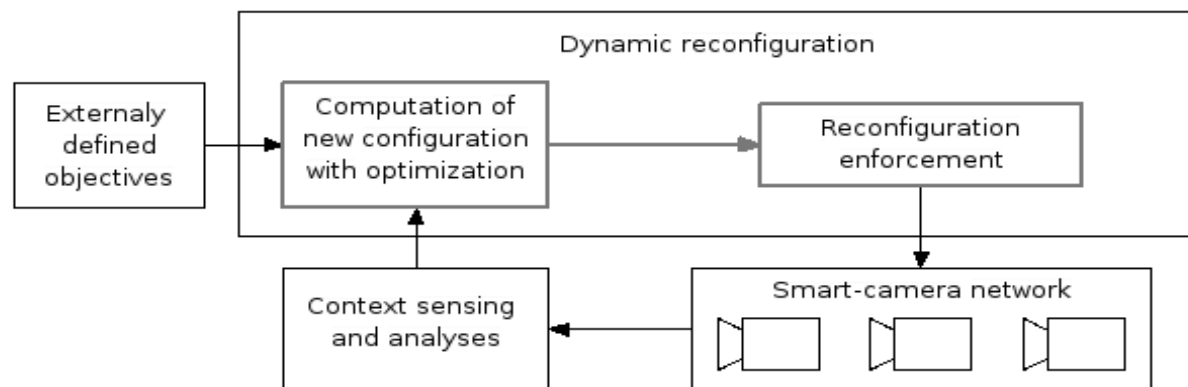 Dynamic reconfiguration
Externaly
defined
objectives
Computation of
new configuration
with optimization
Reconfiguration
enforcement
Context sensing
and analyses
Smart-camera network